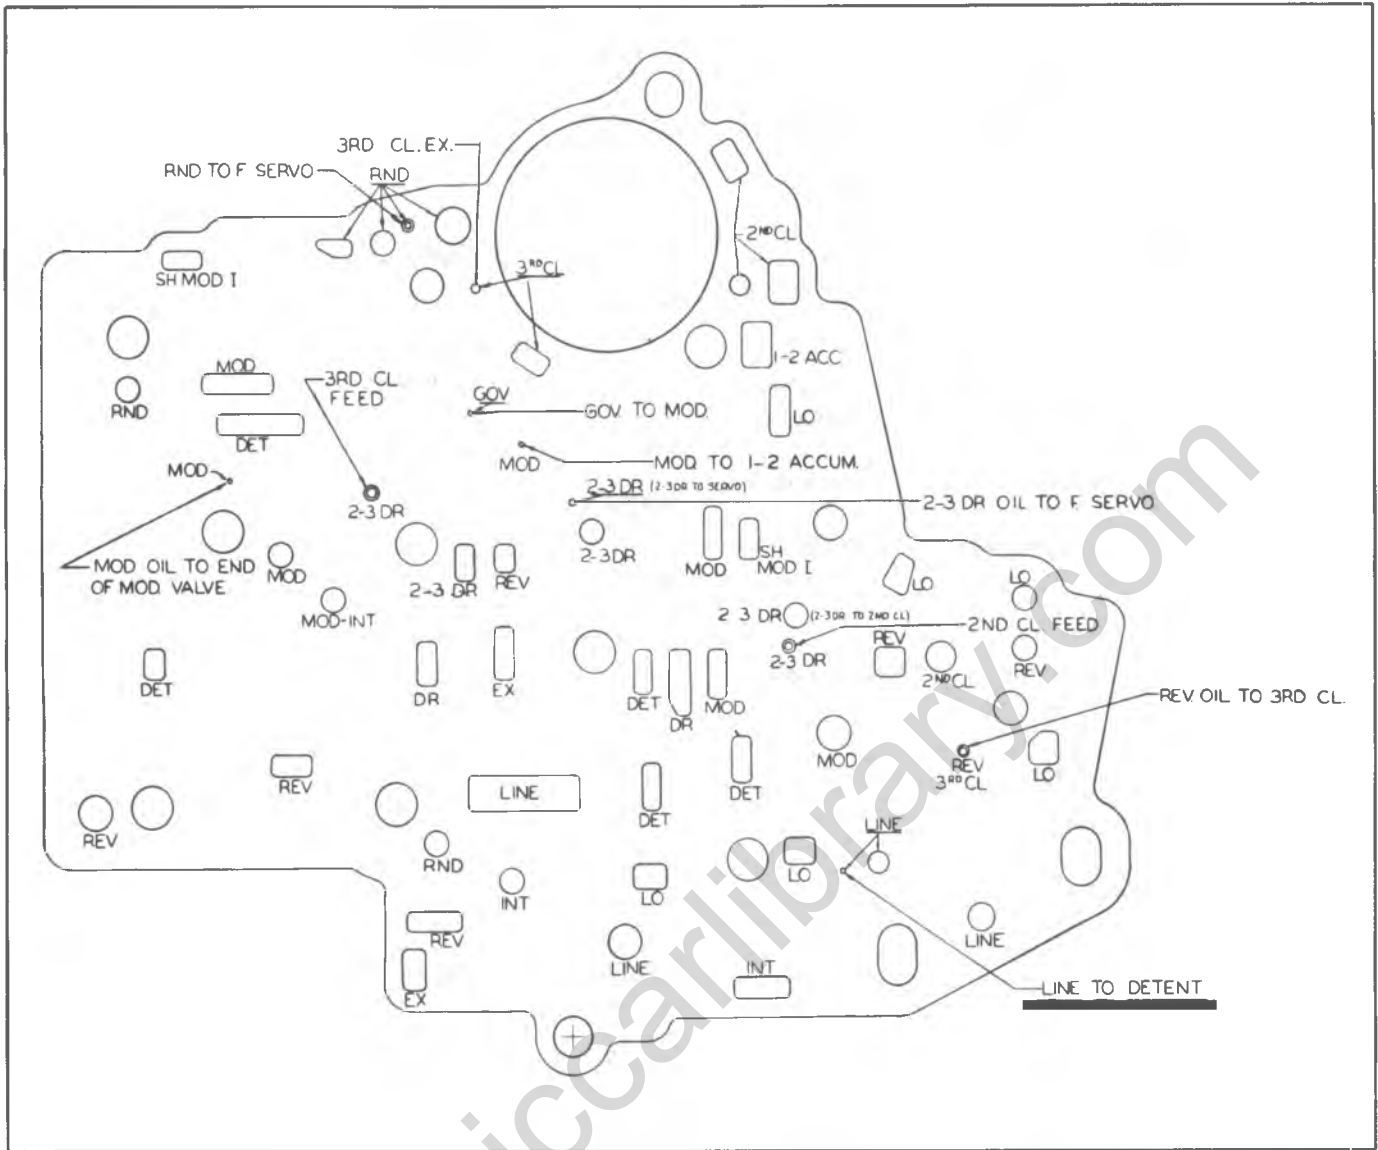 3RD CL. EX.
RND TO F SERVO
RND
2ND CL
SH MOD I
3RD CL
1-2 ACC
MOD
3RD CL.
FEED
RND
GOV
GOV. TO MOD.
LO
DET
MOD
MOD TO 1-2 ACCUM.
MOD
2-3 DR (2-3 DR TO SERVO)
2-3 DR OIL TO F. SERVO
2-3 DR
2-3 DR
MOD
SH
MOD I
MOD OIL TO END
OF MOD. VALVE
MOD
2-3 DR
REV
LO
LO
MOD-INT
2 3 DR (2-3 DR TO 2ND CL)
2ND CL. FEED
REV
2-3 DR
2ND CL
REV
DET
DR
EX
DET
DR
MOD
REV. OIL TO 3RD CL.
MOD
REV
3RD CL
LO
REV
LINE
DET
DET
REV
RND
LINE
LO
INT
LO
REV
LINE
INT
LINE
EX
LINE TO DETENT
iccarlibrary.com